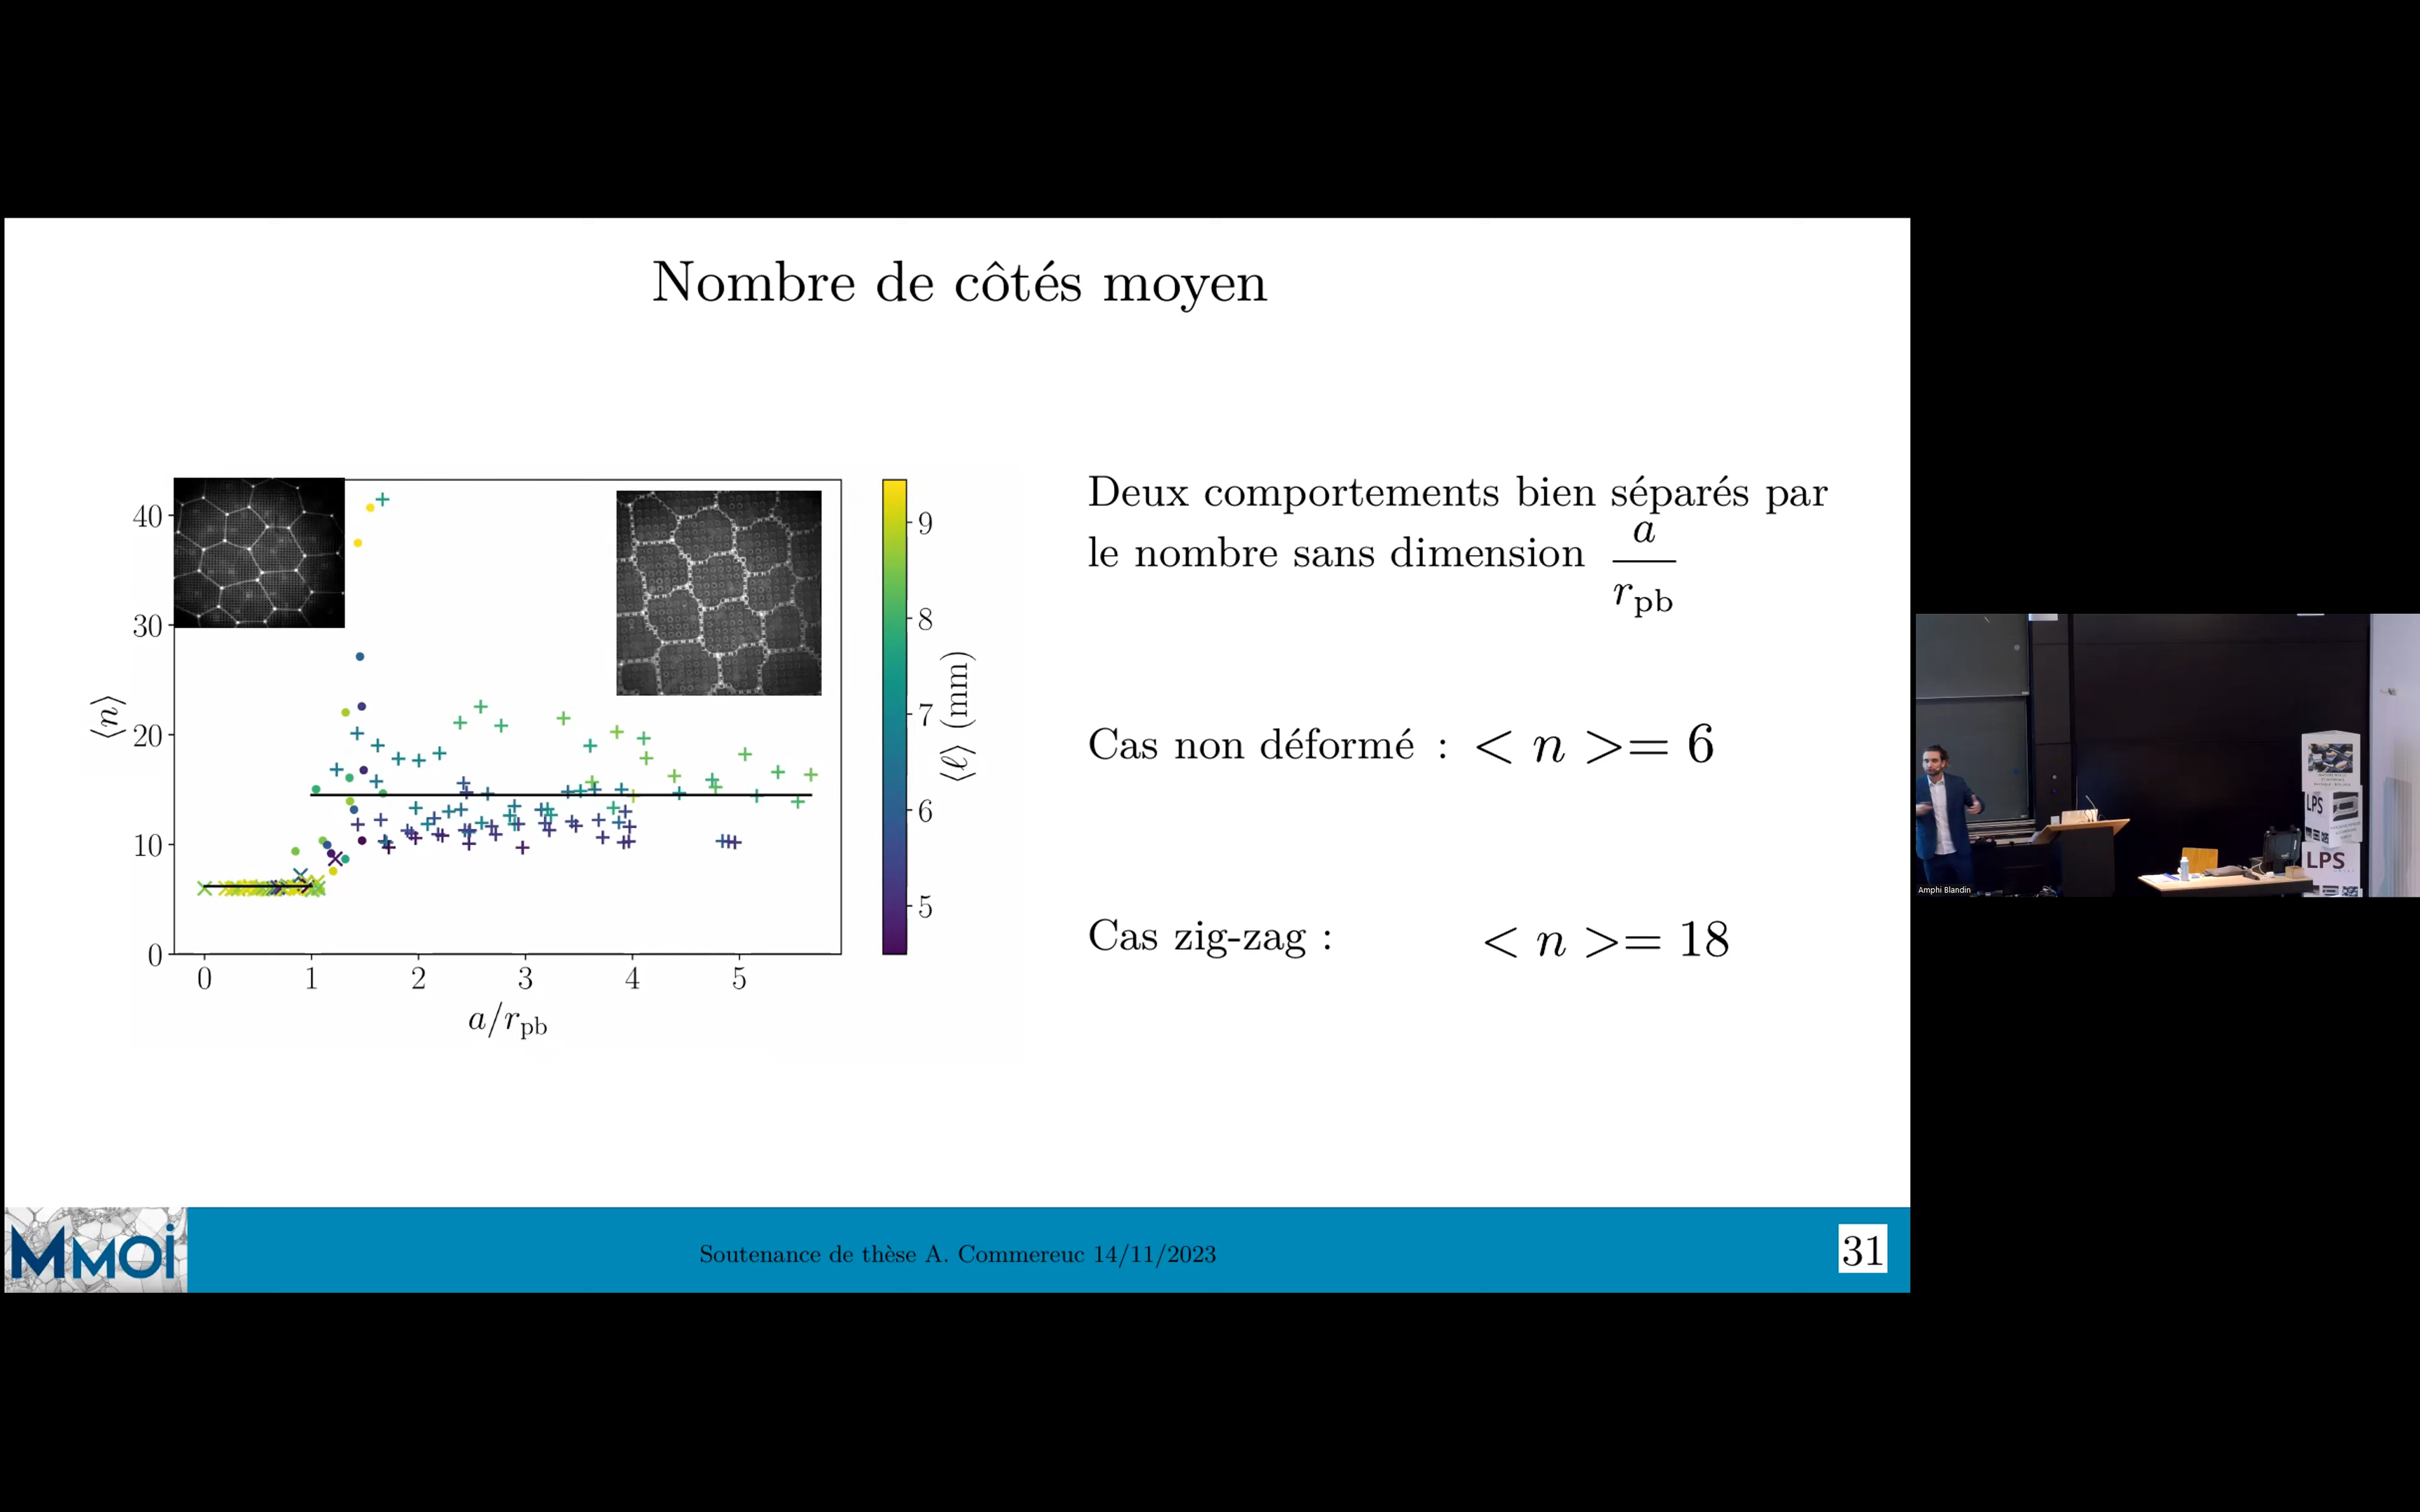 Nombre de côtés moyen
40
30
20
10
0
⟨n⟩
0 1 2 3 4 5
a/r_pb
9
8
7
6
5
⟨ℓ⟩ (mm)
Deux comportements bien séparés par
le nombre sans dimension a/r_pb
Cas non déformé : < n >= 6
Cas zig-zag : < n >= 18
LPS
LPS
Amphi Blandin
MMOi
Soutenance de thèse A. Commereuc 14/11/2023
31